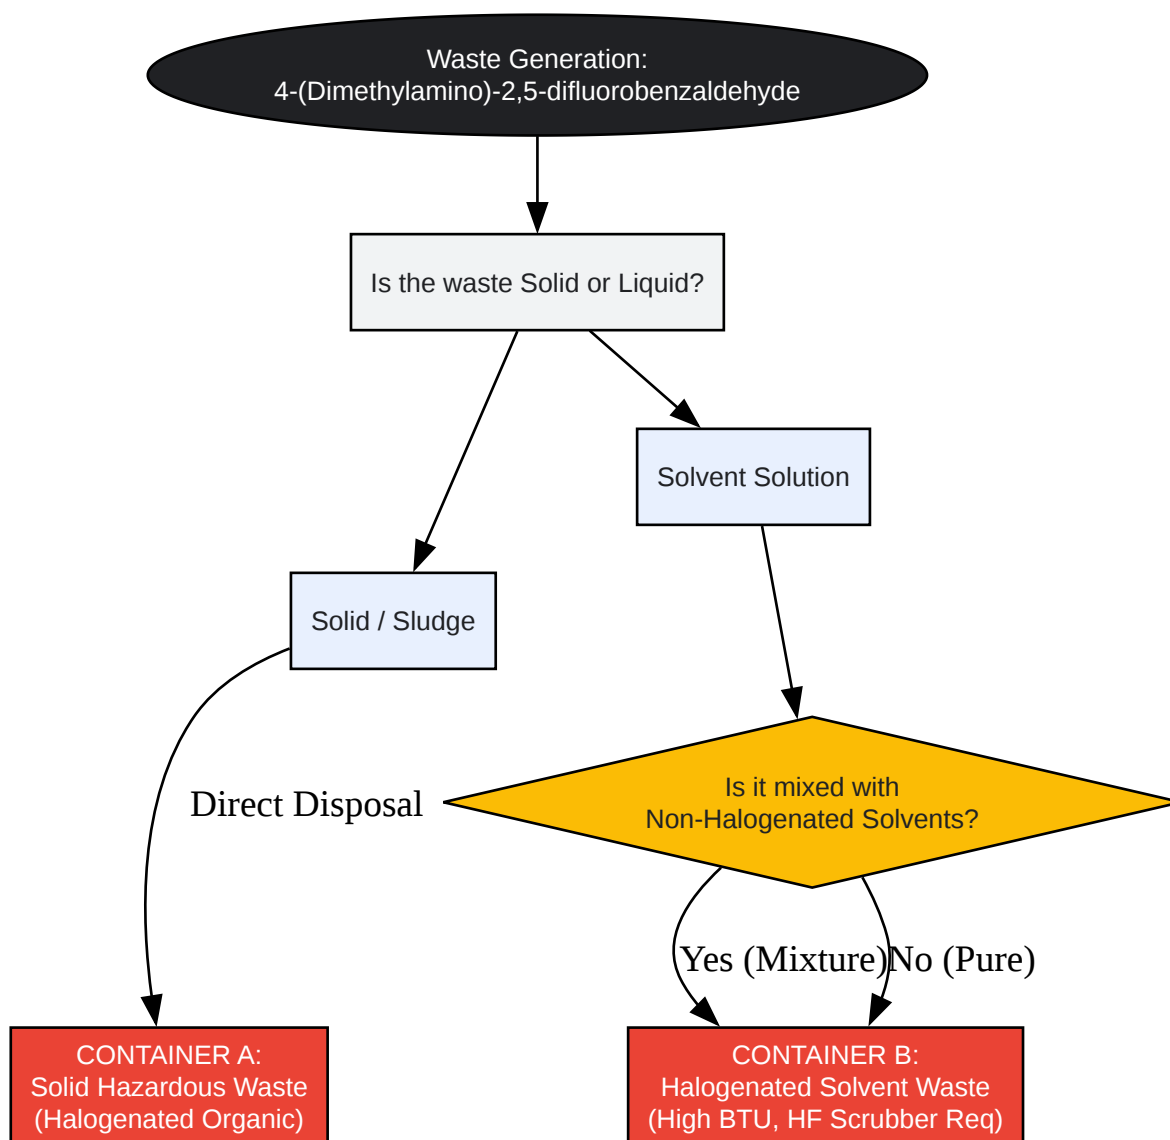 Waste Generation:
4-(Dimethylamino)-2,5-difluorobenzaldehyde
Is the waste Solid or Liquid?
Solvent Solution
Solid / Sludge
Direct Disposal
Is it mixed with
Non-Halogenated Solvents?
Yes (Mixture)
No (Pure)
CONTAINER A:
Solid Hazardous Waste
(Halogenated Organic)
CONTAINER B:
Halogenated Solvent Waste
(High BTU, HF Scrubber Req)